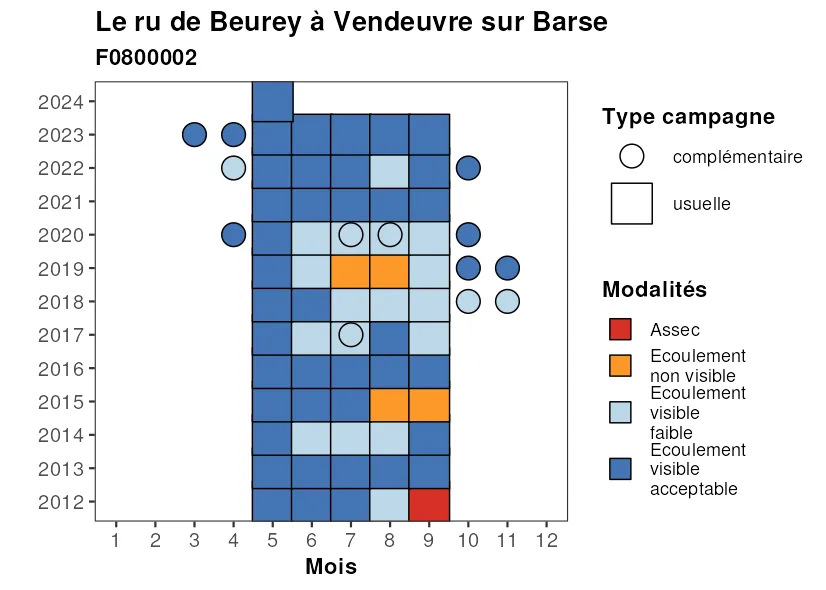 Le ru de Beurey à Vendeuvre sur Barse
F0800002
2024
2023
2022
2021
2020
2019
2018
2017
2016
2015
2014
2013
2012
1 2 3 4 5 6 7 8 9 10 11 12
Mois
Type campagne
complémentaire
usuelle
Modalités
Assec
Ecoulement
non visible
Ecoulement
visible
faible
Ecoulement
visible
acceptable